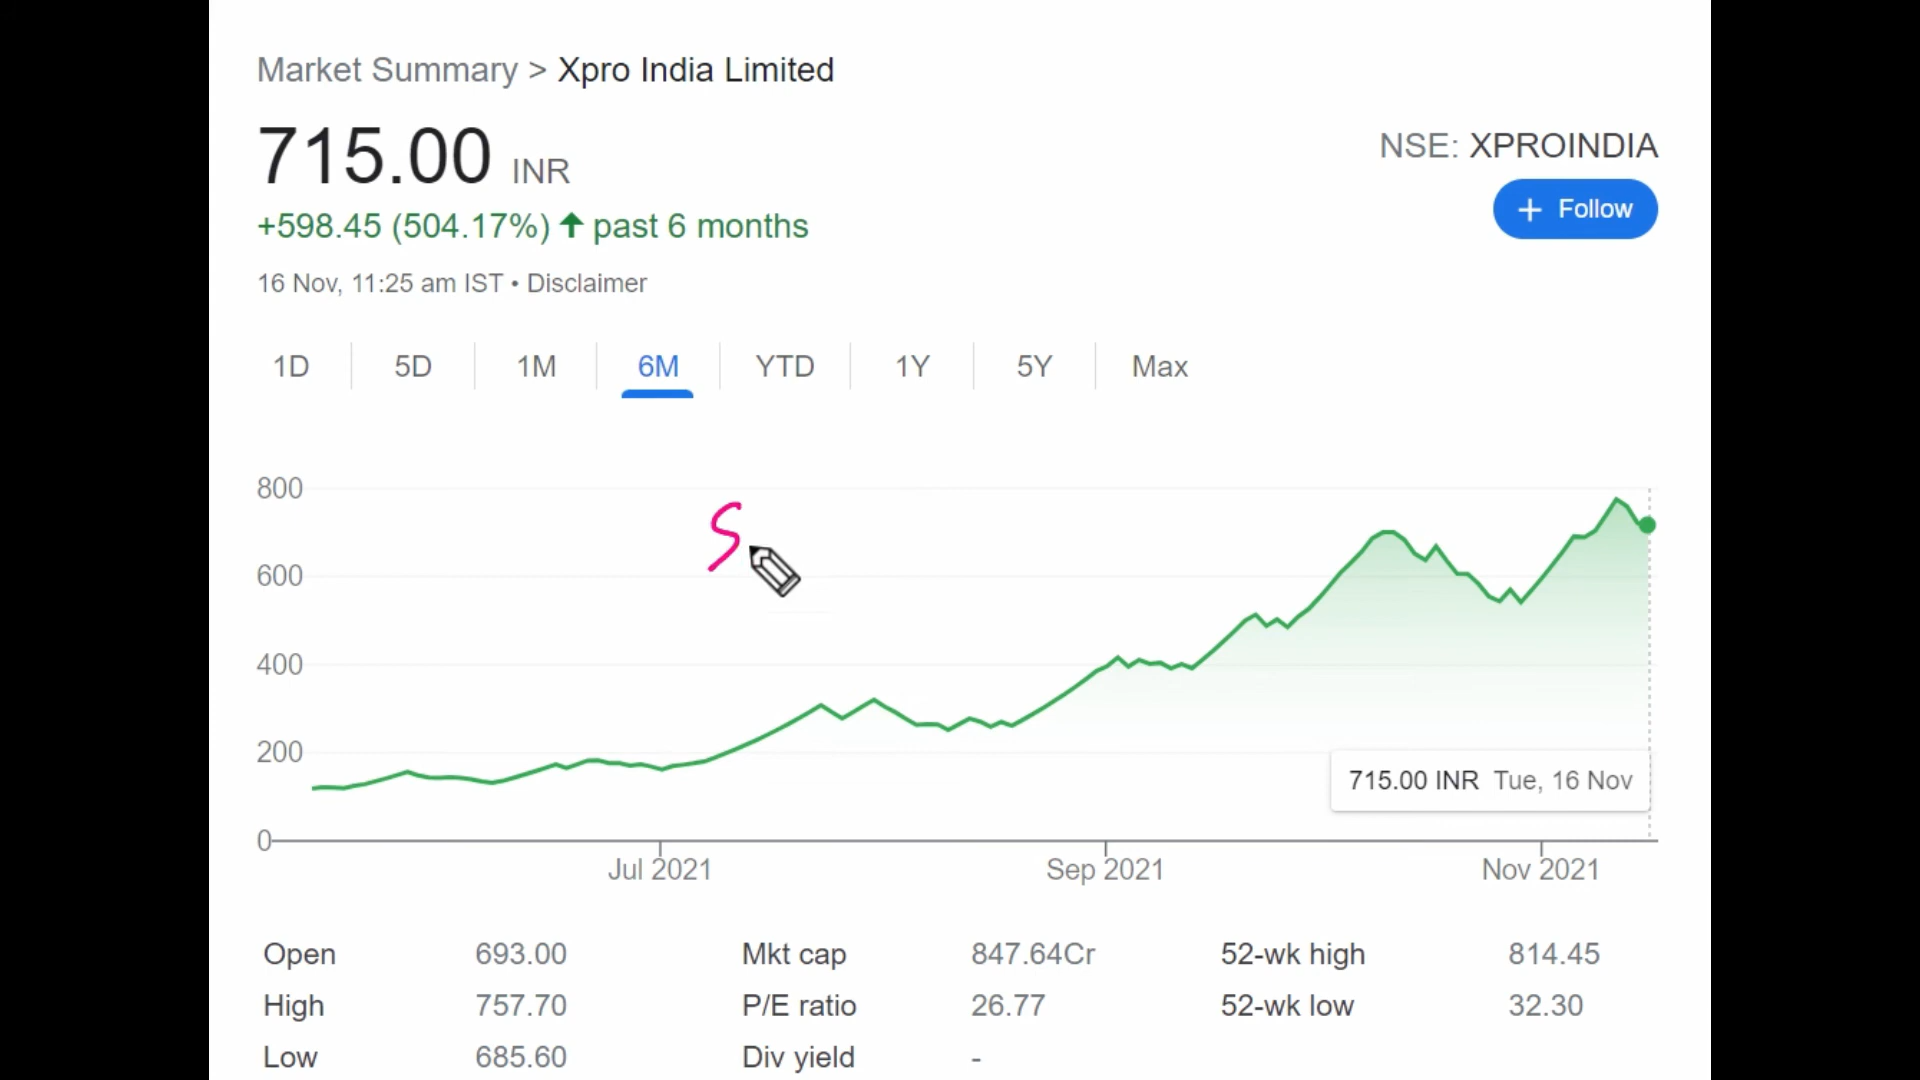 Market Summary > Xpro India Limited
715.00 INR
NSE: XPROINDIA
+ Follow
+598.45 (504.17%) ↑ past 6 months
16 Nov, 11:25 am IST • Disclaimer
1D 5D 1M 6M YTD 1Y 5Y Max
800
S
600
400
200
715.00 INR Tue, 16 Nov
0
Jul 2021 Sep 2021 Nov 2021
Open 693.00 Mkt cap 847.64Cr 52-wk high 814.45
High 757.70 P/E ratio 26.77 52-wk low 32.30
Low 685.60 Div yield -